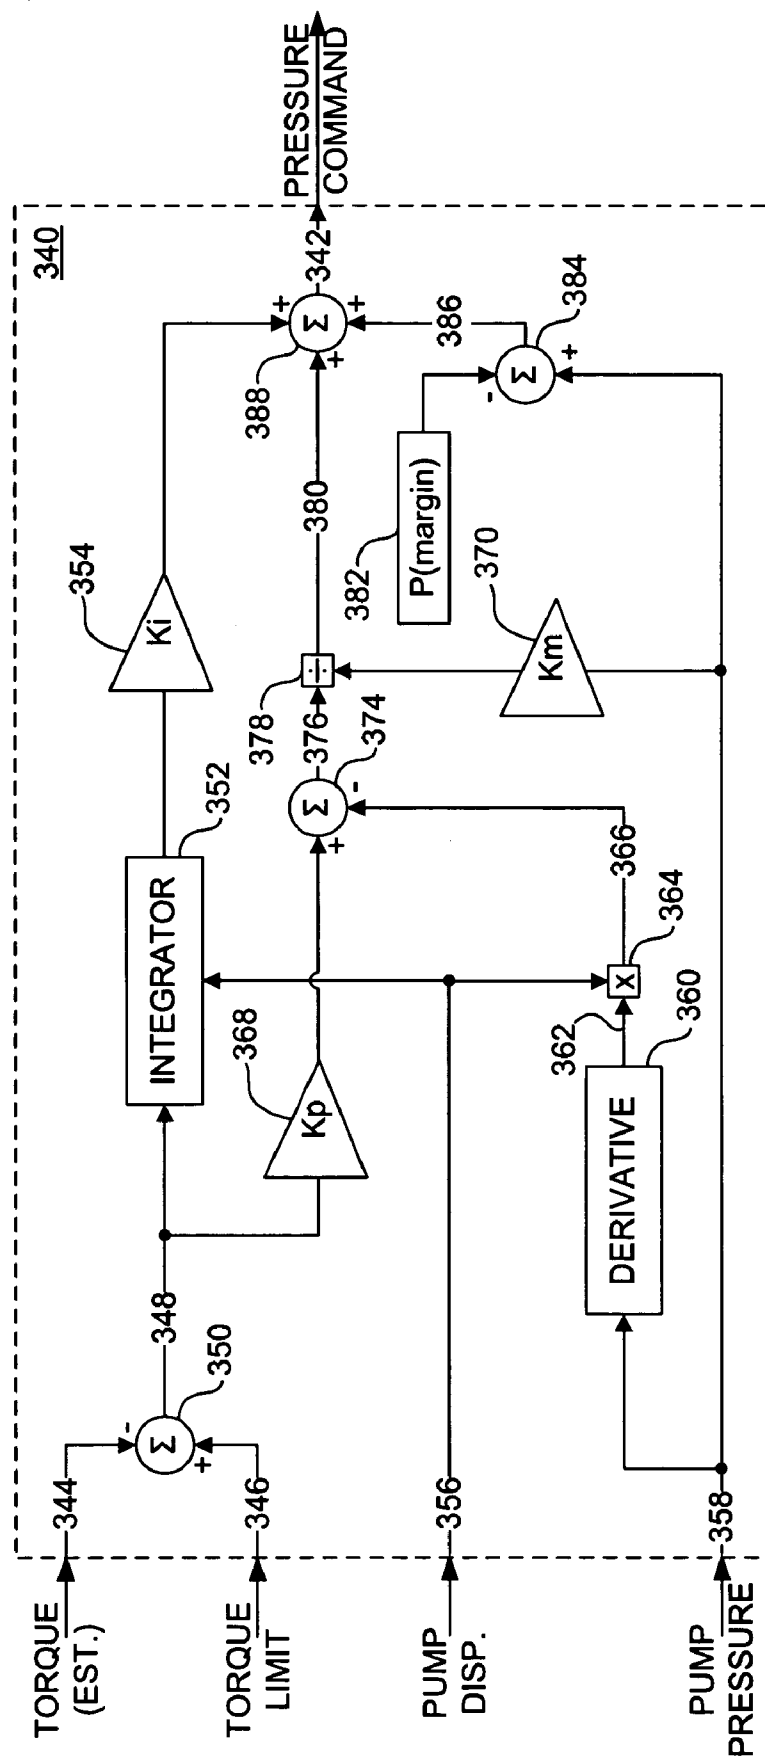 340
TORQUE
(EST.)
344
TORQUE
LIMIT
346
PUMP
DISP.
356
PUMP
PRESSURE
358
-
+
Σ
350
348
INTEGRATOR
352
Ki
354
Kp
368
DERIVATIVE
360
362
x
364
366
+
-
Σ
374
376
÷
378
380
Km
370
P(margin)
382
-
+
Σ
384
386
+
+
+
Σ
388
342
PRESSURE
COMMAND